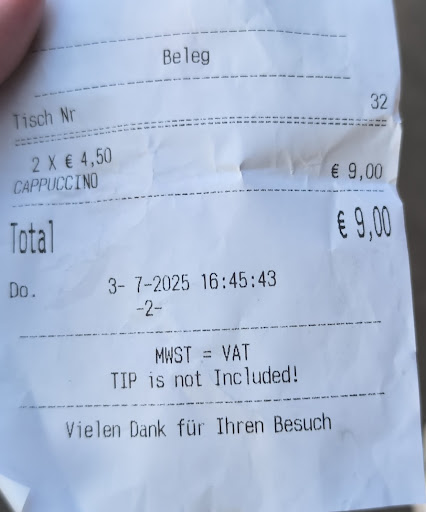 Beleg
Tisch Nr 32
2 X € 4,50 € 9,00
CAPPUCCINO
Total € 9,00
Do. 3- 7-2025 16:45:43
-2-
MWST = VAT
TIP is not Included!
Vielen Dank für Ihren Besuch